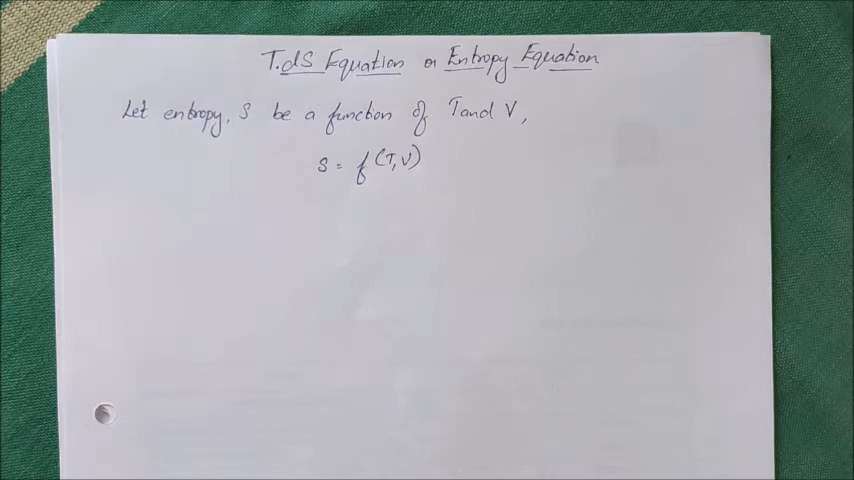 T.dS Equation or Entropy Equation
Let entropy, S be a function of T and V,
S = f(T,V)